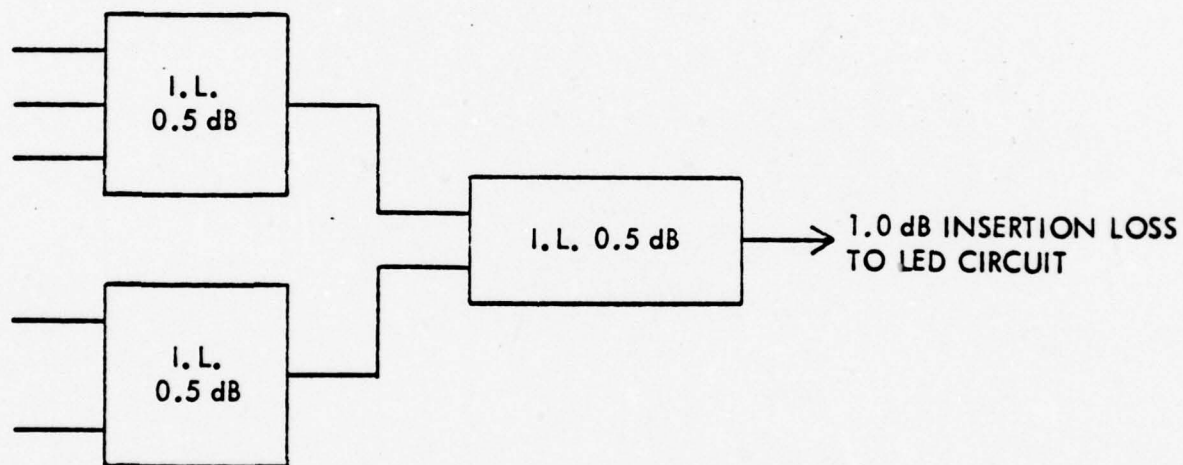 I.L.
0.5 dB
I.L. 0.5 dB
1.0 dB INSERTION LOSS
TO LED CIRCUIT
I.L.
0.5 dB